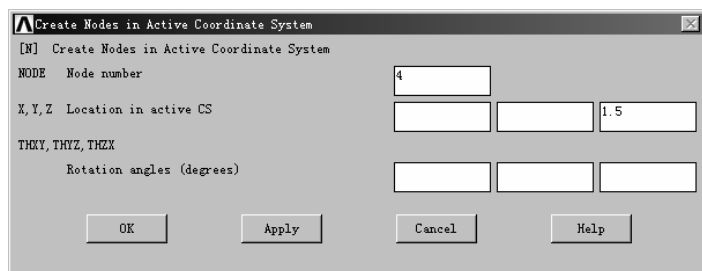 Create Nodes in Active Coordinate System
[N] Create Nodes in Active Coordinate System
NODE Node number 4
X,Y,Z Location in active CS 1.5
THXY,THYZ,THZX
Rotation angles (degrees)
OK Apply Cancel Help